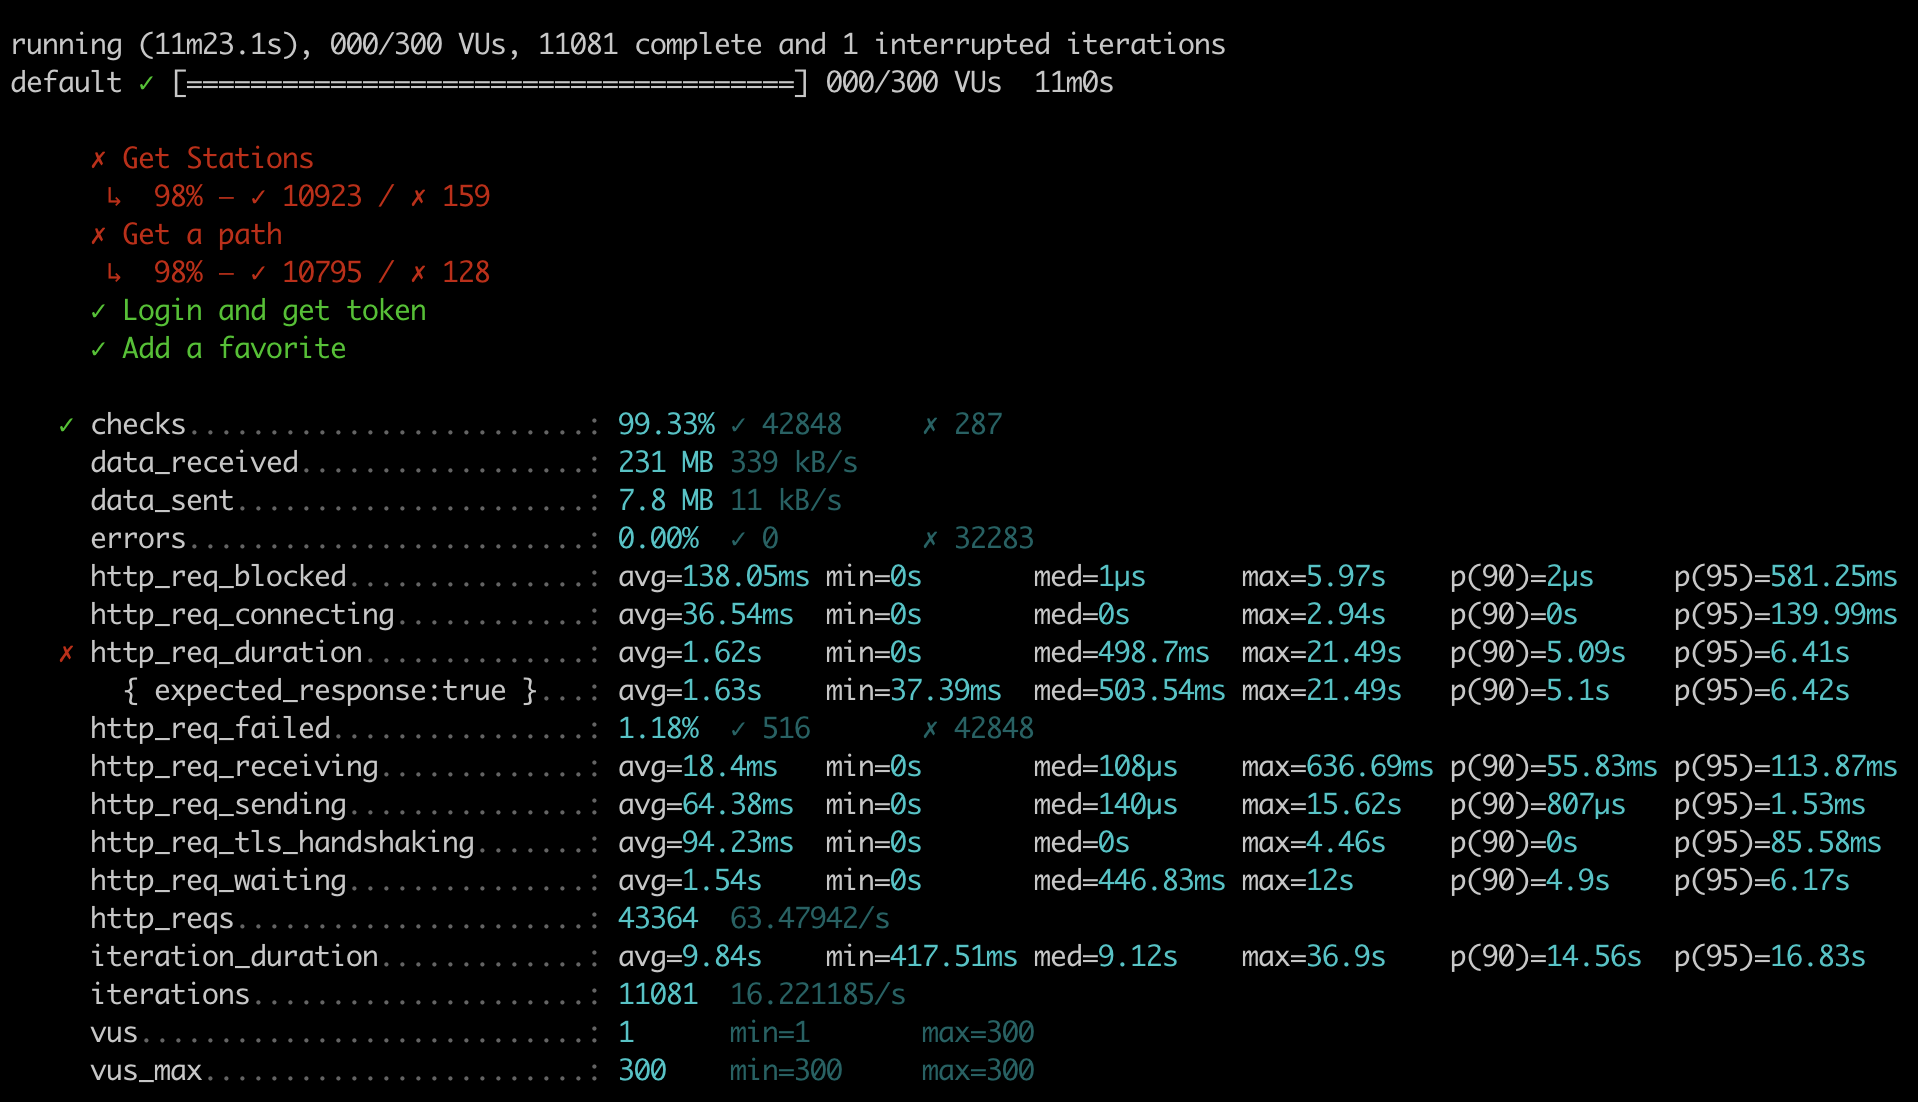 running (11m23.1s), 000/300 VUs, 11081 complete and 1 interrupted iterations
default ✓ [======================================] 000/300 VUs  11m0s
✗ Get Stations
↳  98% — ✓ 10923 / ✗ 159
✗ Get a path
↳  98% — ✓ 10795 / ✗ 128
✓ Login and get token
✓ Add a favorite
✓ checks.........................: 99.33% ✓ 42848     ✗ 287
data_received..................: 231 MB 339 kB/s
data_sent......................: 7.8 MB 11 kB/s
errors.........................: 0.00%  ✓ 0         ✗ 32283
http_req_blocked...............: avg=138.05ms min=0s       med=1µs      max=5.97s    p(90)=2µs     p(95)=581.25ms
http_req_connecting............: avg=36.54ms  min=0s       med=0s       max=2.94s    p(90)=0s      p(95)=139.99ms
✗ http_req_duration..............: avg=1.62s    min=0s       med=498.7ms  max=21.49s   p(90)=5.09s   p(95)=6.41s
{ expected_response:true }...: avg=1.63s    min=37.39ms  med=503.54ms max=21.49s   p(90)=5.1s    p(95)=6.42s
http_req_failed................: 1.18%  ✓ 516       ✗ 42848
http_req_receiving.............: avg=18.4ms   min=0s       med=108µs    max=636.69ms p(90)=55.83ms p(95)=113.87ms
http_req_sending...............: avg=64.38ms  min=0s       med=140µs    max=15.62s   p(90)=807µs   p(95)=1.53ms
http_req_tls_handshaking.......: avg=94.23ms  min=0s       med=0s       max=4.46s    p(90)=0s      p(95)=85.58ms
http_req_waiting...............: avg=1.54s    min=0s       med=446.83ms max=12s      p(90)=4.9s    p(95)=6.17s
http_reqs......................: 43364  63.47942/s
iteration_duration.............: avg=9.84s    min=417.51ms med=9.12s    max=36.9s    p(90)=14.56s  p(95)=16.83s
iterations.....................: 11081  16.221185/s
vus............................: 1      min=1       max=300
vus_max........................: 300    min=300     max=300